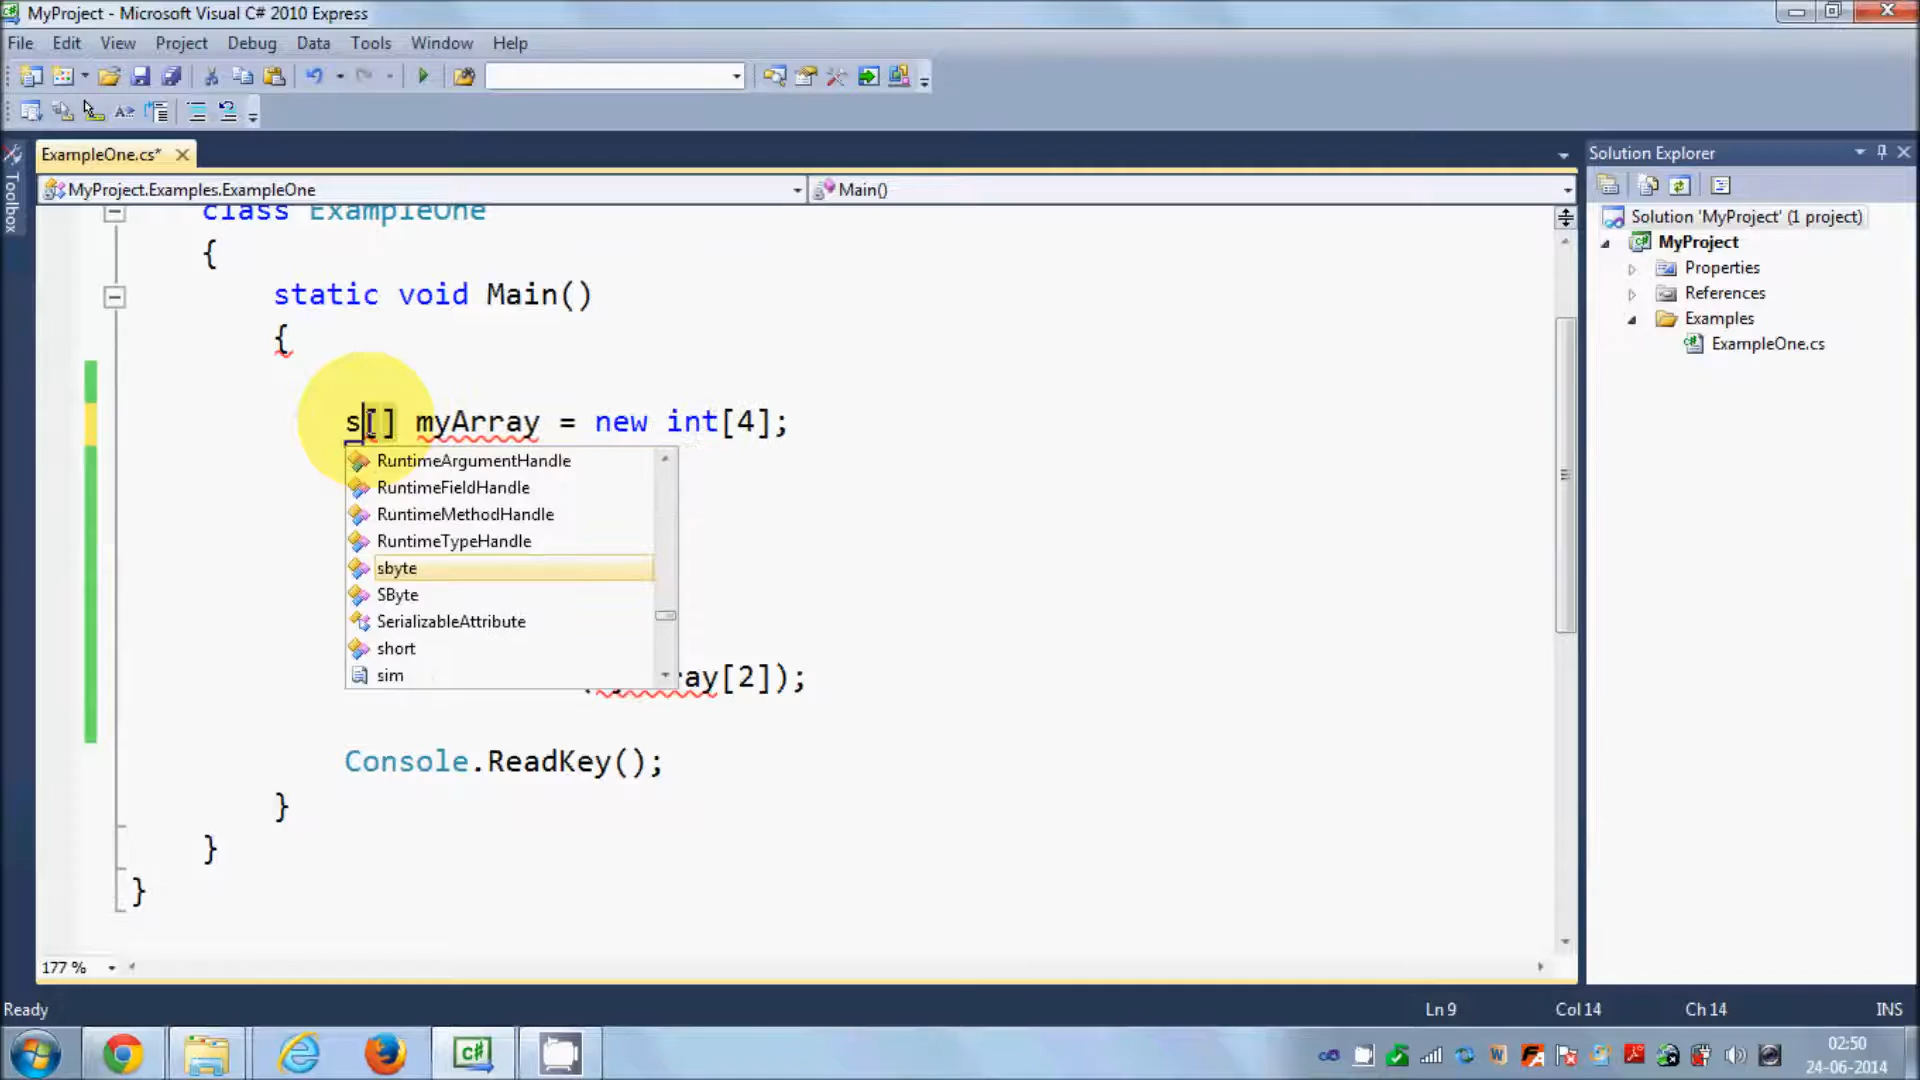 MyProject - Microsoft Visual C# 2010 Express
File Edit View Project Debug Data Tools Window Help
ExampleOne.cs*
Solution Explorer
Toolbox
MyProject.Examples.ExampleOne
Main()
class ExampleOne
{
static void Main()
{
s[] myArray = new int[4];
RuntimeArgumentHandle
RuntimeFieldHandle
RuntimeMethodHandle
RuntimeTypeHandle
sbyte
SByte
SerializableAttribute
short
sim
ay[2]);
Console.ReadKey();
}
}
}
Solution 'MyProject' (1 project)
MyProject
Properties
References
Examples
ExampleOne.cs
177 %
Ready
Ln 9 Col 14 Ch 14 INS
02:50
24-06-2014